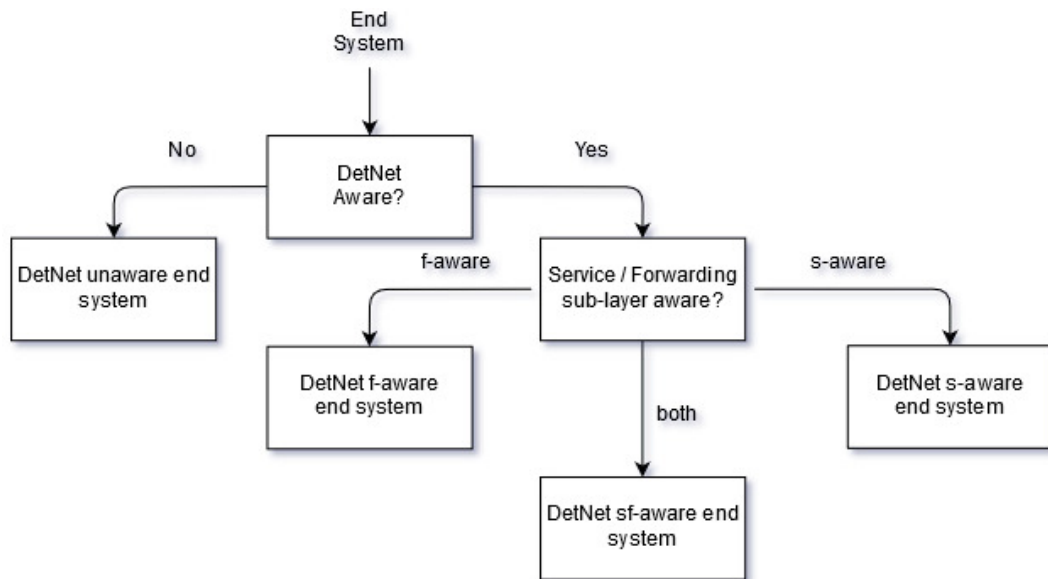 End
System
No
DetNet
Aware?
Yes
DetNet unaware end
system
f-aware
Service / Forwarding
sub-layer aware?
s-aware
DetNet f-aware
end system
both
DetNet s-aware
end system
DetNet sf-aware end
system